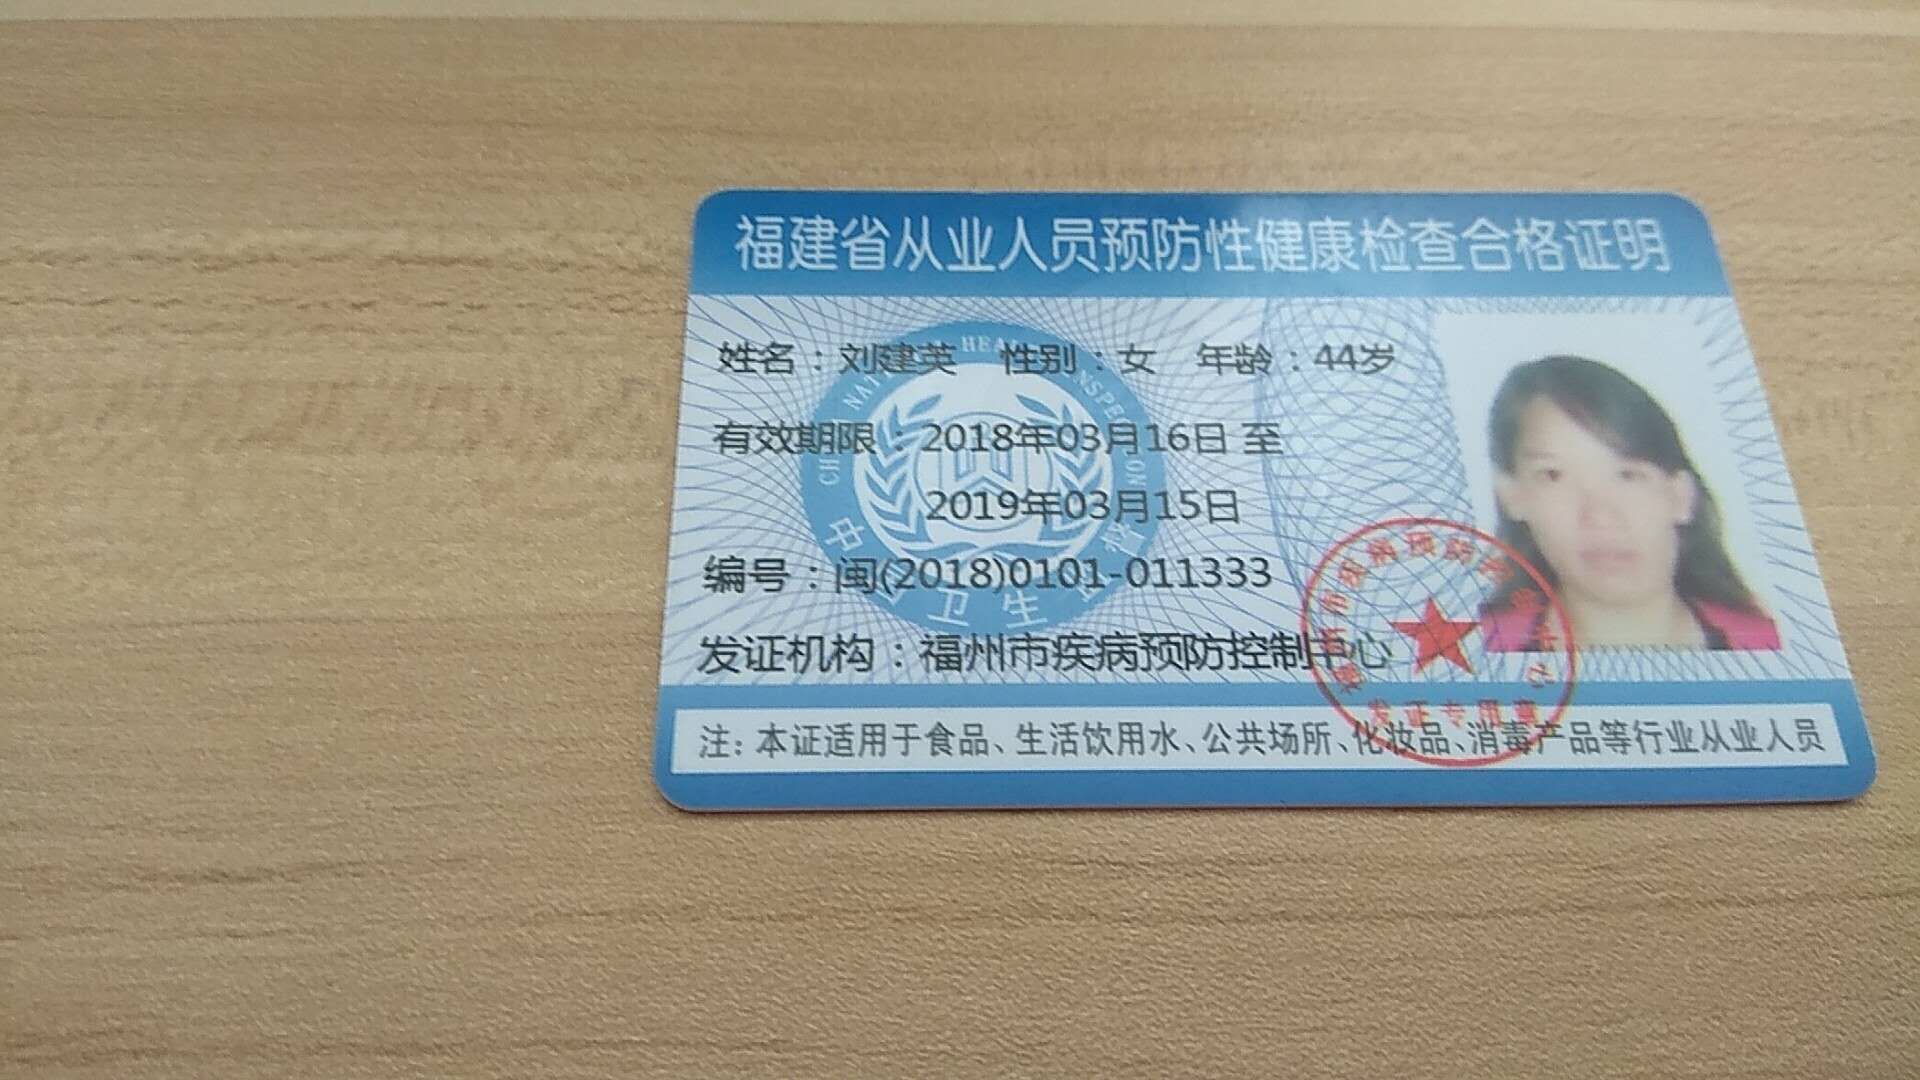 福建省从业人员预防性健康检查合格证明
姓名：刘建英 性别：女 年龄：44岁
有效期限：2018年03月16日 至
2019年03月15日
编号：闽(2018)0101-011333
发证机构：福州市疾病预防控制中心
发证专用章
注：本证适用于食品、生活饮用水、公共场所、化妆品、消毒产品等行业从业人员